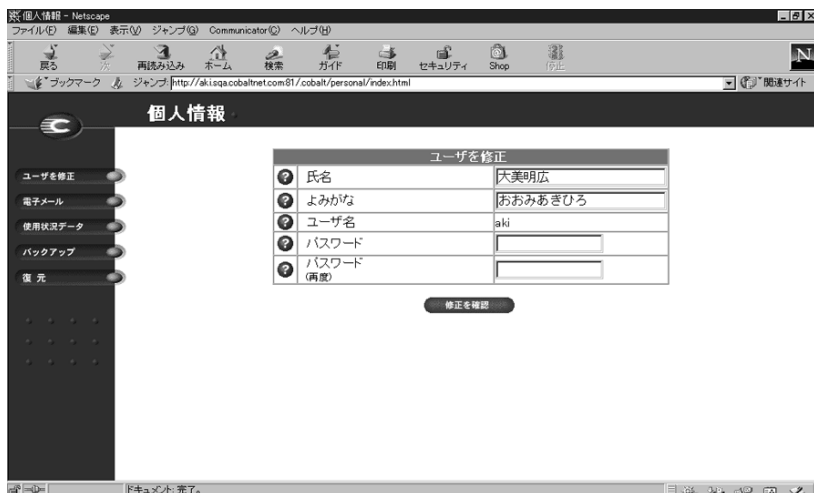 個人情報 - Netscape
ファイル(F) 編集(E) 表示(V) ジャンプ(G) Communicator(C) ヘルプ(H)
戻る 次 再読み込み ホーム 検索 ガイド 印刷 セキュリティ Shop 停止
N
ブックマーク ジャンプ: http://aki.sqa.cobaltnet.com:81/.cobalt/personal/index.html 関連サイト
個人情報
ユーザを修正
電子メール
使用状況データ
バックアップ
復元
ユーザを修正
? 氏名 大美明広
? よみがな おおみあきひろ
? ユーザ名 aki
? パスワード
? パスワード
(再度)
修正を確認
ドキュメント: 完了。